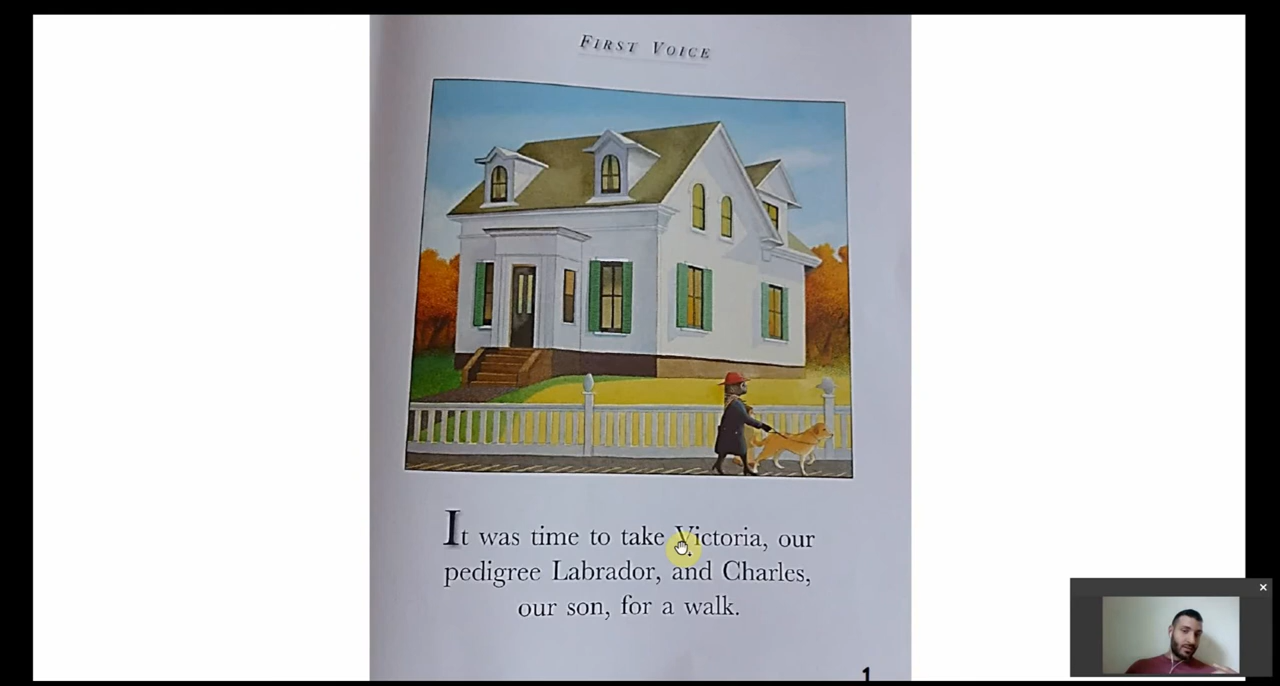 FIRST VOICE
It was time to take Victoria, our
pedigree Labrador, and Charles,
our son, for a walk.
1